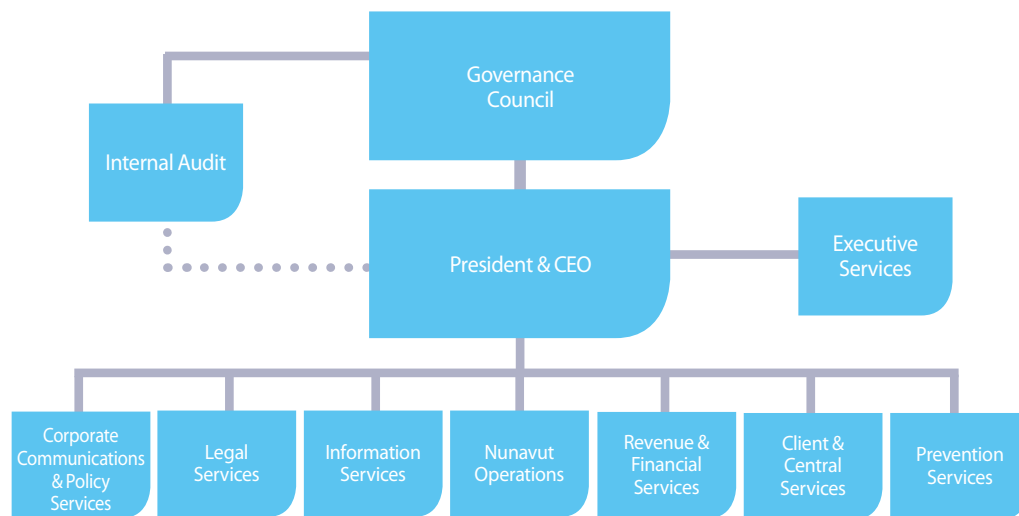 Governance
Council
Internal Audit
President & CEO
Executive
Services
Corporate
Communications
& Policy
Services
Legal
Services
Information
Services
Nunavut
Operations
Revenue &
Financial
Services
Client &
Central
Services
Prevention
Services